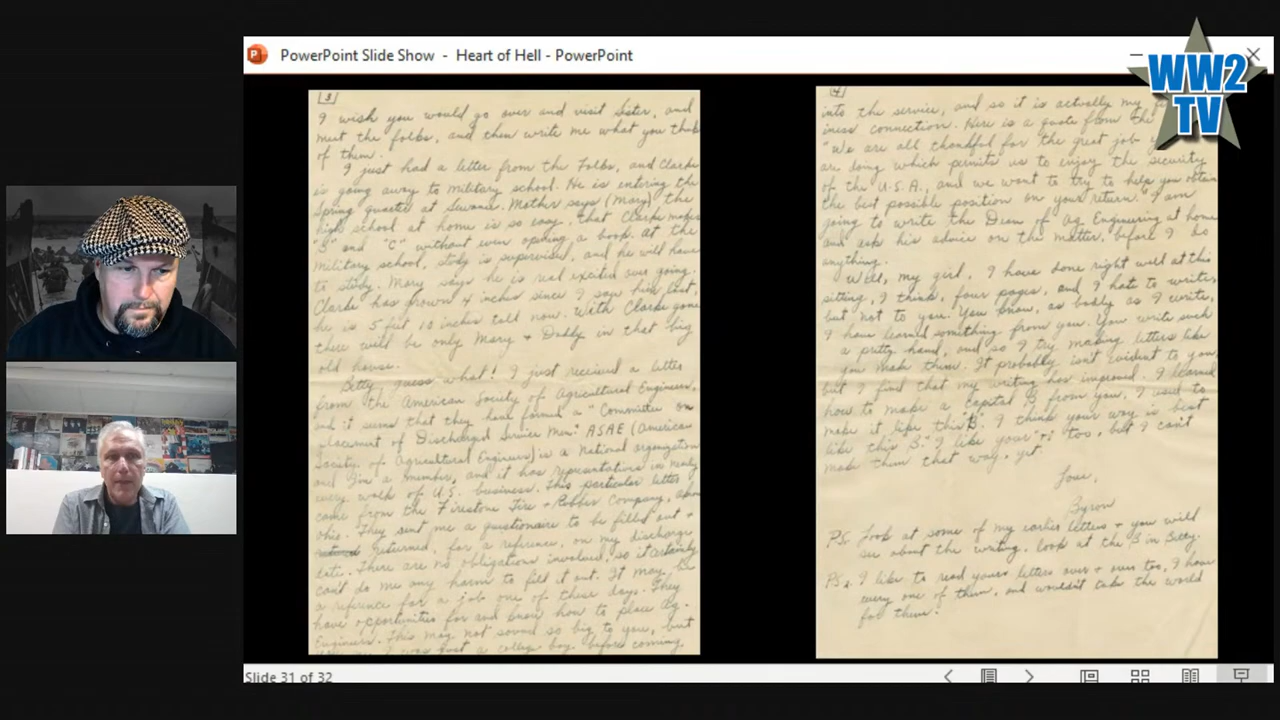 PowerPoint Slide Show - Heart of Hell - PowerPoint
WW2
TV
3
I wish you would go over and visit Sister, and
meet the folks, and then write me what you think
of them.
I just had a letter from the Folks, and Clarke
is going away to military school. He is entering the
Spring quarter at Sewanee. Mother says (Mary) the
high school at home is so easy, that Clarke makes
"B" and "C" without ever opening a book. At the
military school, study is supervised, and he will have
to study. Mary says he is real excited over going.
Clarke has grown 4 inches since I saw him last,
he is 5 feet 10 inches tall now. With Clarke gone
there will be only Mary + Daddy in that big
old house.
Betty guess what! I just received a letter
from the American Society of Agricultural Engineers,
and it seems that they have formed a "Committee on
Placement of Discharged Service Men." ASAE (American
Society of Agricultural Engineers) is a National organization
and I'm a member, and it has representations in nearly
every walk of U.S. business. This particular letter
came from the Firestone Tire + Rubber Company,
Ohio. They sent me a questionaire to be filled out +
returned, for a reference, on my discharge
date. There are no obligations involved, so it certainly
can't do me any harm to fill it out. It may be
a reference for a job one of these days. They
have opportunities for and know how to place Ag.
Engineers. This may not sound so big to you, but
I was just a college boy before coming
4
into the service, and so it is actually my
iness connection. Here is a quote from the
"We are all thankful for the great job
are doing which permits us to enjoy the security
of the U.S.A., and we want to try to help you obtain
the best possible position on your return." I am
going to write the Dean of Ag. Engineering at home
and ask his advice on the matter, before I do
anything.
Well, my girl, I have done right well at this
sitting, I think, four pages, and I hate to write,
but not to you. You know, as badly as I write,
I have learned something from you. You write such
a pretty hand, and so I try making letters like
you make them. It probably isn't evident to you,
but I find that my writing has improved. I learned
how to make a capital B from you, I used to
make it like this "B". I think your way is best
like this "B." I like your too, but I can't
make them that way, yet.
Love,
Byron
P.S. Look at some of my earlier letters + you will
see about the writing, look at the B in Betty.
PS2. I like to read yours letters over + over too, I have
every one of them, and wouldn't take the world
for them.
Slide 31 of 32